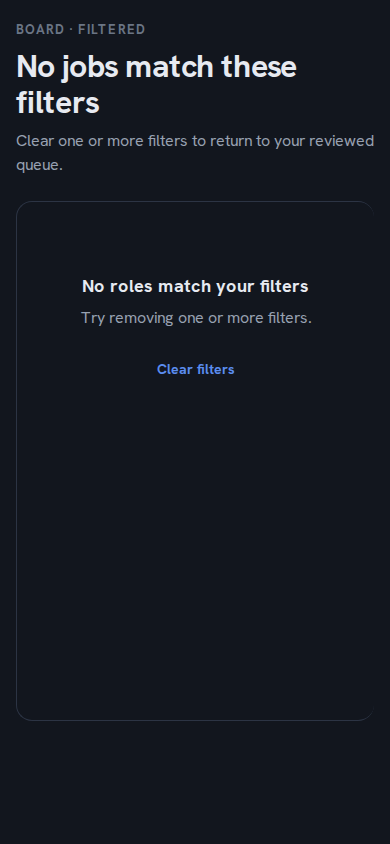 BOARD · FILTERED
No jobs match these
filters
Clear one or more filters to return to your reviewed
queue.
No roles match your filters
Try removing one or more filters.
Clear filters